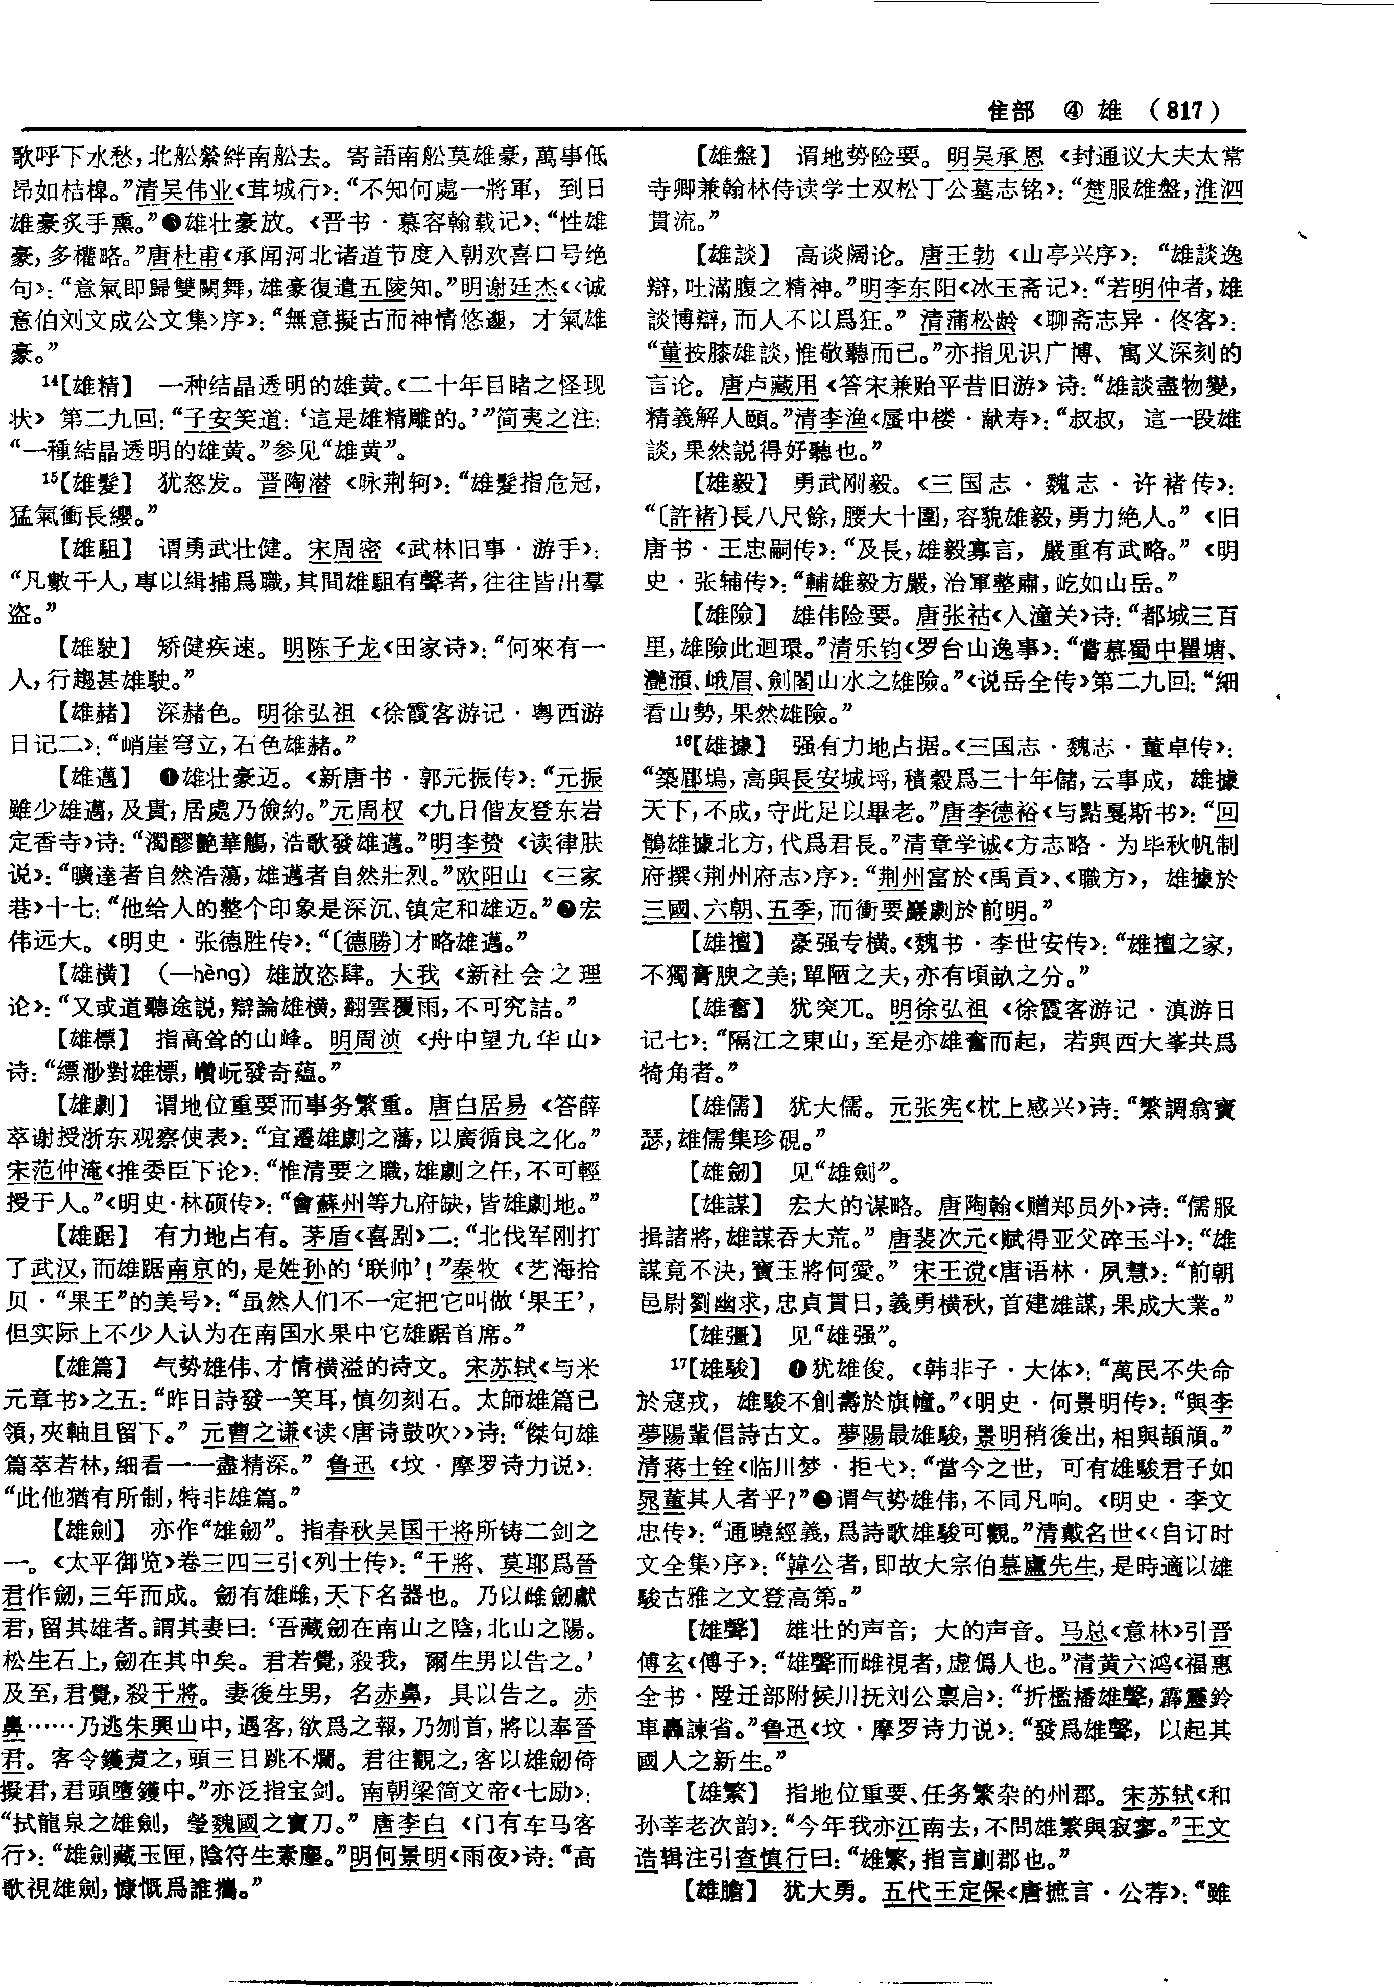 隹部 ④ 雄 (817)
歌呼下水愁，北舩縈絆南舩去。寄語南舩莫雄豪，萬事低
昂如桔槔。”清吴伟业《茸城行》：“不知何處一將軍，到日
雄豪炙手熏。”❸雄壮豪放。《晋书·慕容翰载记》：“性雄
豪，多權略。”唐杜甫《承闻河北诸道节度入朝欢喜口号绝
句》：“意氣即歸雙闕舞，雄豪復遣五陵知。”明谢廷杰《〈诚
意伯刘文成公文集〉序》：“無意擬古而神情悠邈，才氣雄
豪。”
¹⁴【雄精】 一种结晶透明的雄黄。《二十年目睹之怪现
状》第二九回：“子安笑道：‘這是雄精雕的。’”简夷之注：
“一種結晶透明的雄黄。”参见“雄黄”。
¹⁵【雄髮】 犹怒发。晋陶潜《咏荆轲》：“雄髮指危冠，
猛氣衝長纓。”
【雄駔】 谓勇武壮健。宋周密《武林旧事·游手》：
“凡數千人，專以緝捕爲職，其間雄駔有聲者，往往皆出羣
盗。”
【雄駛】 矫健疾速。明陈子龙《田家诗》：“何來有一
人，行趨甚雄駛。”
【雄赭】 深赭色。明徐弘祖《徐霞客游记·粤西游
日记二》：“峭崖穹立，石色雄赭。”
【雄邁】 ❶雄壮豪迈。《新唐书·郭元振传》：“元振
雖少雄邁，及貴，居處乃儉約。”元周权《九日偕友登东岩
定香寺》诗：“濁醪艷華觴，浩歌發雄邁。”明李贽《读律肤
说》：“曠達者自然浩蕩，雄邁者自然壯烈。”欧阳山《三家
巷》十七：“他给人的整个印象是深沉、镇定和雄迈。”❷宏
伟远大。《明史·张德胜传》：“〔德勝〕才略雄邁。”
【雄横】 （—hèng）雄放恣肆。大我《新社会之理
论》：“又或道聽途説，辯論雄横，翻雲覆雨，不可究詰。”
【雄標】 指高耸的山峰。明周祯《舟中望九华山》
诗：“縹渺對雄標，巑岏發奇藴。”
【雄劇】 谓地位重要而事务繁重。唐白居易《答薛
苹谢授浙东观察使表》：“宜遷雄劇之藩，以廣循良之化。”
宋范仲淹《推委臣下论》：“惟清要之職，雄劇之任，不可輕
授于人。”《明史·林硕传》：“會蘇州等九府缺，皆雄劇地。”
【雄踞】 有力地占有。茅盾《喜剧》二：“北伐军刚打
了武汉，而雄踞南京的，是姓孙的‘联帅’！”秦牧《艺海拾
贝·“果王”的美号》：“虽然人们不一定把它叫做‘果王’，
但实际上不少人认为在南国水果中它雄踞首席。”
【雄篇】 气势雄伟、才情横溢的诗文。宋苏轼《与米
元章书》之五：“昨日詩發一笑耳，慎勿刻石。太師雄篇已
領，夾軸且留下。”元曹之谦《读〈唐诗鼓吹〉》诗：“傑句雄
篇萃若林，細看一一盡精深。”鲁迅《坟·摩罗诗力说》：
“此他猶有所制，特非雄篇。”
【雄劍】 亦作“雄劒”。指春秋吴国干将所铸二剑之
一。《太平御览》卷三四三引《列士传》：“干將、莫耶爲晉
君作劒，三年而成。劒有雄雌，天下名器也。乃以雌劒獻
君，留其雄者。謂其妻曰：‘吾藏劒在南山之陰，北山之陽。
松生石上，劒在其中矣。君若覺，殺我，爾生男以告之。’
及至，君覺，殺干將。妻後生男，名赤鼻，具以告之。赤
鼻……乃逃朱興山中，遇客，欲爲之報，乃刎首，將以奉晉
君。客令鑊煮之，頭三日跳不爛。君往觀之，客以雄劒倚
擬君，君頭墮鑊中。”亦泛指宝剑。南朝梁简文帝《七励》：
“拭龍泉之雄劍，瑩魏國之寶刀。”唐李白《门有车马客
行》：“雄劍藏玉匣，陰符生素塵。”明何景明《雨夜》诗：“高
歌視雄劍，慷慨爲誰攜。”
【雄盤】 谓地势险要。明吴承恩《封通议大夫太常
寺卿兼翰林侍读学士双松丁公墓志铭》：“楚服雄盤，淮泗
貫流。”
【雄談】 高谈阔论。唐王勃《山亭兴序》：“雄談逸
辯，吐滿腹之精神。”明李东阳《冰玉斋记》：“若明仲者，雄
談博辯，而人不以爲狂。”清蒲松龄《聊斋志异·佟客》：
“董按膝雄談，惟敬聽而已。”亦指见识广博、寓义深刻的
言论。唐卢藏用《答宋兼贻平昔旧游》诗：“雄談盡物變，
精義解人頤。”清李渔《蜃中楼·献寿》：“叔叔，這一段雄
談，果然説得好聽也。”
【雄毅】 勇武刚毅。《三国志·魏志·许褚传》：
“〔許褚〕長八尺餘，腰大十圍，容貌雄毅，勇力絶人。”《旧
唐书·王忠嗣传》：“及長，雄毅寡言，嚴重有武略。”《明
史·张辅传》：“輔雄毅方嚴，治軍整肅，屹如山岳。”
【雄險】 雄伟险要。唐张祜《入潼关》诗：“都城三百
里，雄險此迴環。”清乐钧《罗台山逸事》：“嘗慕蜀中瞿塘、
灧澦、峨眉、劍閣山水之雄險。”《说岳全传》第二九回：“細
看山勢，果然雄險。”
¹⁶【雄據】 强有力地占据。《三国志·魏志·董卓传》：
“築郿塢，高與長安城埒，積穀爲三十年儲，云事成，雄據
天下，不成，守此足以畢老。”唐李德裕《与黠戛斯书》：“回
鶻雄據北方，代爲君長。”清章学诚《方志略·为毕秋帆制
府撰〈荆州府志〉序》：“荆州富於《禹貢》、《職方》，雄據於
三國、六朝、五季，而衝要巖劇於前明。”
【雄擅】 豪强专横。《魏书·李世安传》：“雄擅之家，
不獨膏腴之美；單陋之夫，亦有頃畝之分。”
【雄奮】 犹突兀。明徐弘祖《徐霞客游记·滇游日
记七》：“隔江之東山，至是亦雄奮而起，若與西大峯共爲
犄角者。”
【雄儒】 犹大儒。元张宪《枕上感兴》诗：“繁調翕寶
瑟，雄儒集珍硯。”
【雄劒】 见“雄劍”。
【雄謀】 宏大的谋略。唐陶翰《赠郑员外》诗：“儒服
揖諸將，雄謀吞大荒。”唐裴次元《赋得亚父碎玉斗》：“雄
謀竟不決，寶玉將何愛。”宋王谠《唐语林·夙慧》：“前朝
邑尉劉幽求，忠貞貫日，義勇横秋，首建雄謀，果成大業。”
【雄彊】 见“雄强”。
¹⁷【雄駿】 ❶犹雄俊。《韩非子·大体》：“萬民不失命
於寇戎，雄駿不創壽於旗幢。”《明史·何景明传》：“與李
夢陽輩倡詩古文。夢陽最雄駿，景明稍後出，相與頡頏。”
清蒋士铨《临川梦·拒弋》：“當今之世，可有雄駿君子如
晁董其人者乎？”❷谓气势雄伟，不同凡响。《明史·李文
忠传》：“通曉經義，爲詩歌雄駿可觀。”清戴名世《〈自订时
文全集〉序》：“韓公者，即故大宗伯慕廬先生，是時適以雄
駿古雅之文登高第。”
【雄聲】 雄壮的声音；大的声音。马总《意林》引晋
傅玄《傅子》：“雄聲而雌視者，虚僞人也。”清黄六鸿《福惠
全书·陞迁部附候川抚刘公禀启》：“折檻播雄聲，霹靂鈴
車轟諫省。”鲁迅《坟·摩罗诗力说》：“發爲雄聲，以起其
國人之新生。”
【雄繁】 指地位重要、任务繁杂的州郡。宋苏轼《和
孙莘老次韵》：“今年我亦江南去，不問雄繁與寂寥。”王文
诰辑注引查慎行曰：“雄繁，指言劇郡也。”
【雄膽】 犹大勇。五代王定保《唐摭言·公荐》：“雖